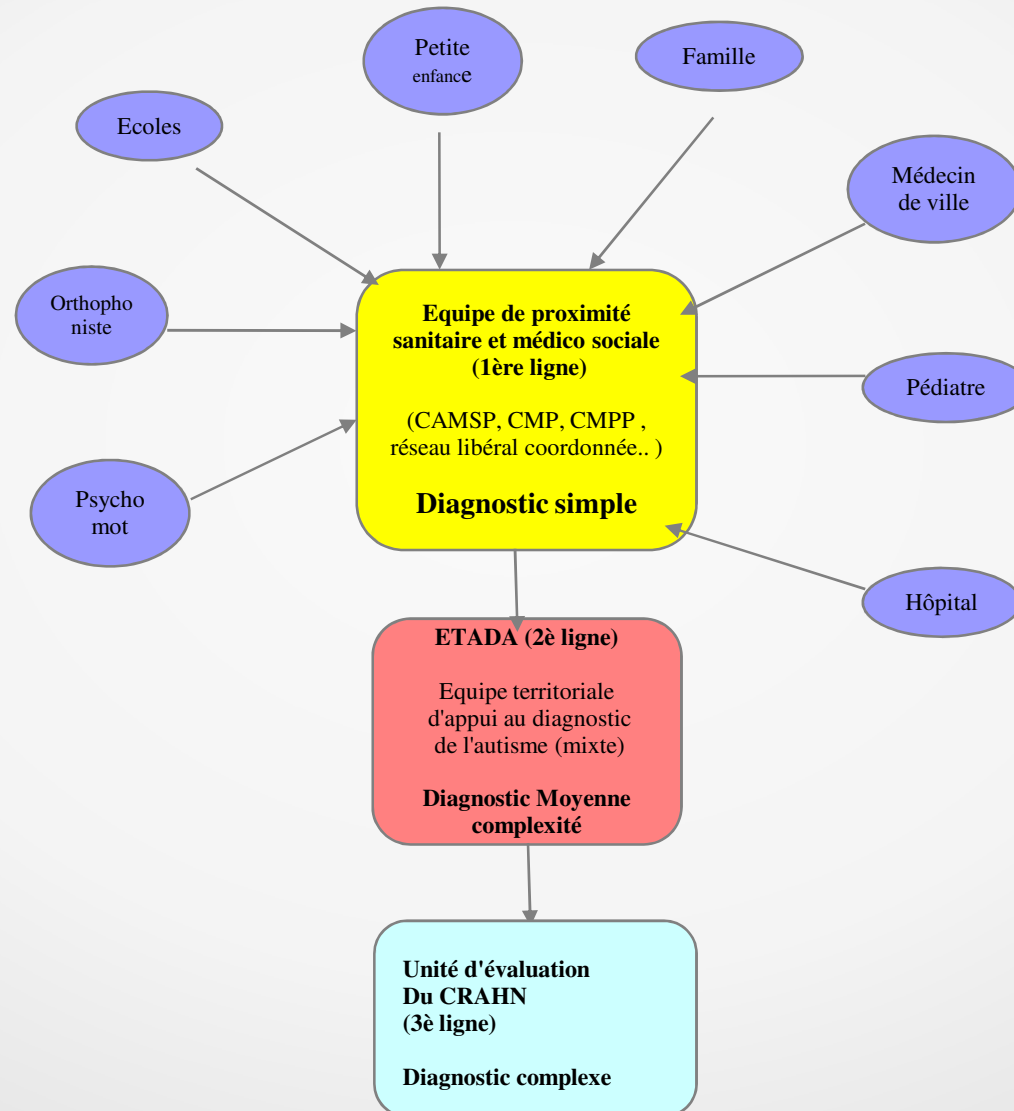 Petite
enfance
Famille
Ecoles
Médecin
de ville
Orthopho
niste
Pédiatre
Psycho
mot
Hôpital
Equipe de proximité
sanitaire et médico sociale
(1ère ligne)
(CAMSP, CMP, CMPP ,
réseau libéral coordonnée.. )
Diagnostic simple
ETADA (2è ligne)
Equipe territoriale
d'appui au diagnostic
de l'autisme (mixte)
Diagnostic Moyenne
complexité
Unité d'évaluation
Du CRAHN
(3è ligne)
Diagnostic complexe